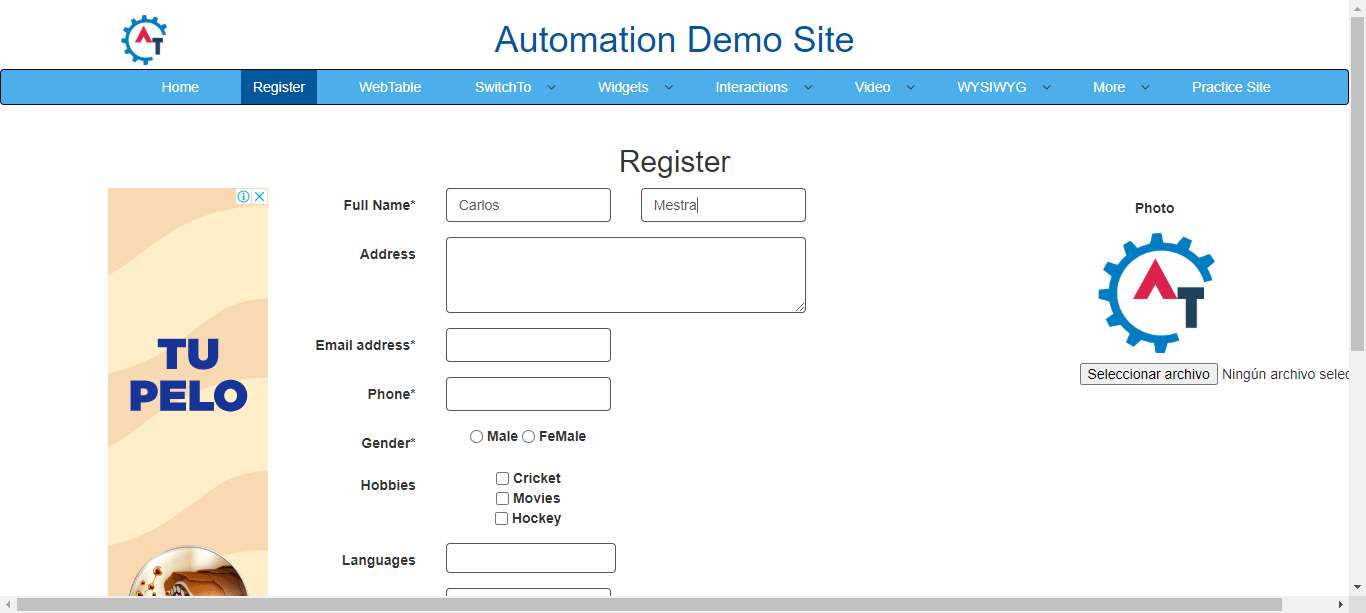 AT
Automation Demo Site
Home Register WebTable SwitchTo Widgets Interactions Video WYSIWYG More Practice Site
Register
Full Name* Carlos Mestra
Photo
Address
AT
TU
PELO
Email address*
Seleccionar archivo Ningún archivo selec
Phone*
Gender* Male FeMale
Hobbies Cricket
Movies
Hockey
Languages